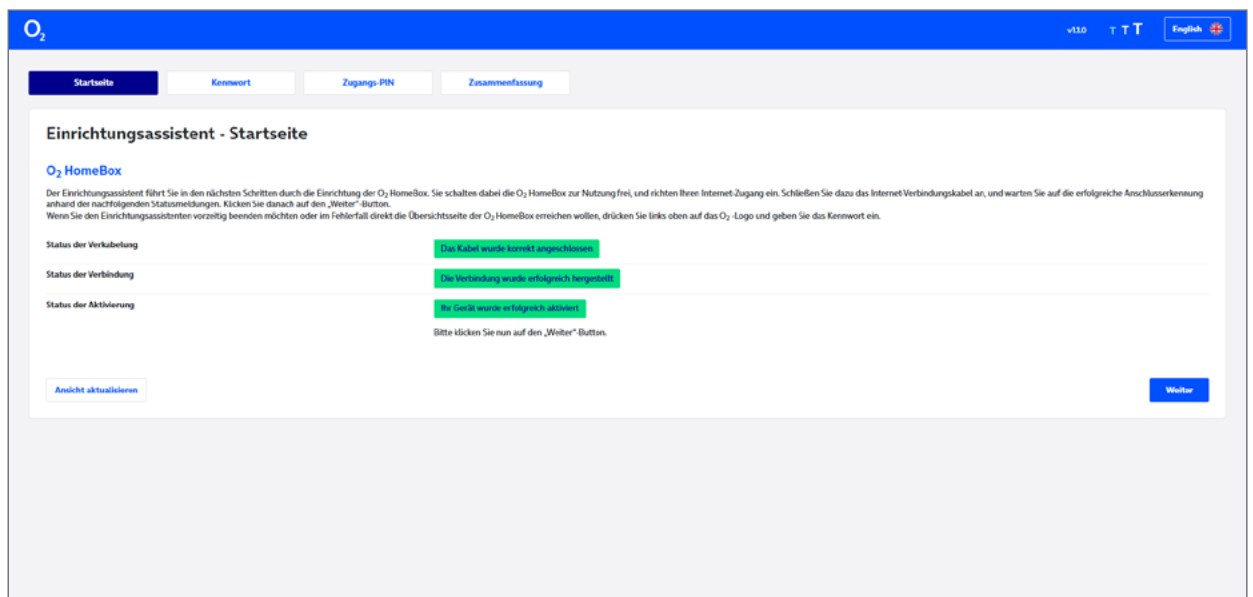 O₂ v1.1.0 T T T English
Startseite Kennwort Zugangs-PIN Zusammenfassung
Einrichtungsassistent - Startseite
O₂ HomeBox
Der Einrichtungsassistent führt Sie in den nächsten Schritten durch die Einrichtung der O₂ HomeBox. Sie schalten dabei die O₂ HomeBox zur Nutzung frei, und richten Ihren Internet-Zugang ein. Schließen Sie dazu das Internet-Verbindungskabel an, und warten Sie auf die erfolgreiche Anschlusserkennung
anhand der nachfolgenden Statusmeldungen. Klicken Sie danach auf den „Weiter"-Button.
Wenn Sie den Einrichtungsassistenten vorzeitig beenden möchten oder im Fehlerfall direkt die Übersichtsseite der O₂ HomeBox erreichen wollen, drücken Sie links oben auf das O₂ -Logo und geben Sie das Kennwort ein.
Status der Verkabelung Das Kabel wurde korrekt angeschlossen
Status der Verbindung Die Verbindung wurde erfolgreich hergestellt
Status der Aktivierung Ihr Gerät wurde erfolgreich aktiviert
Bitte klicken Sie nun auf den „Weiter"-Button.
Ansicht aktualisieren Weiter